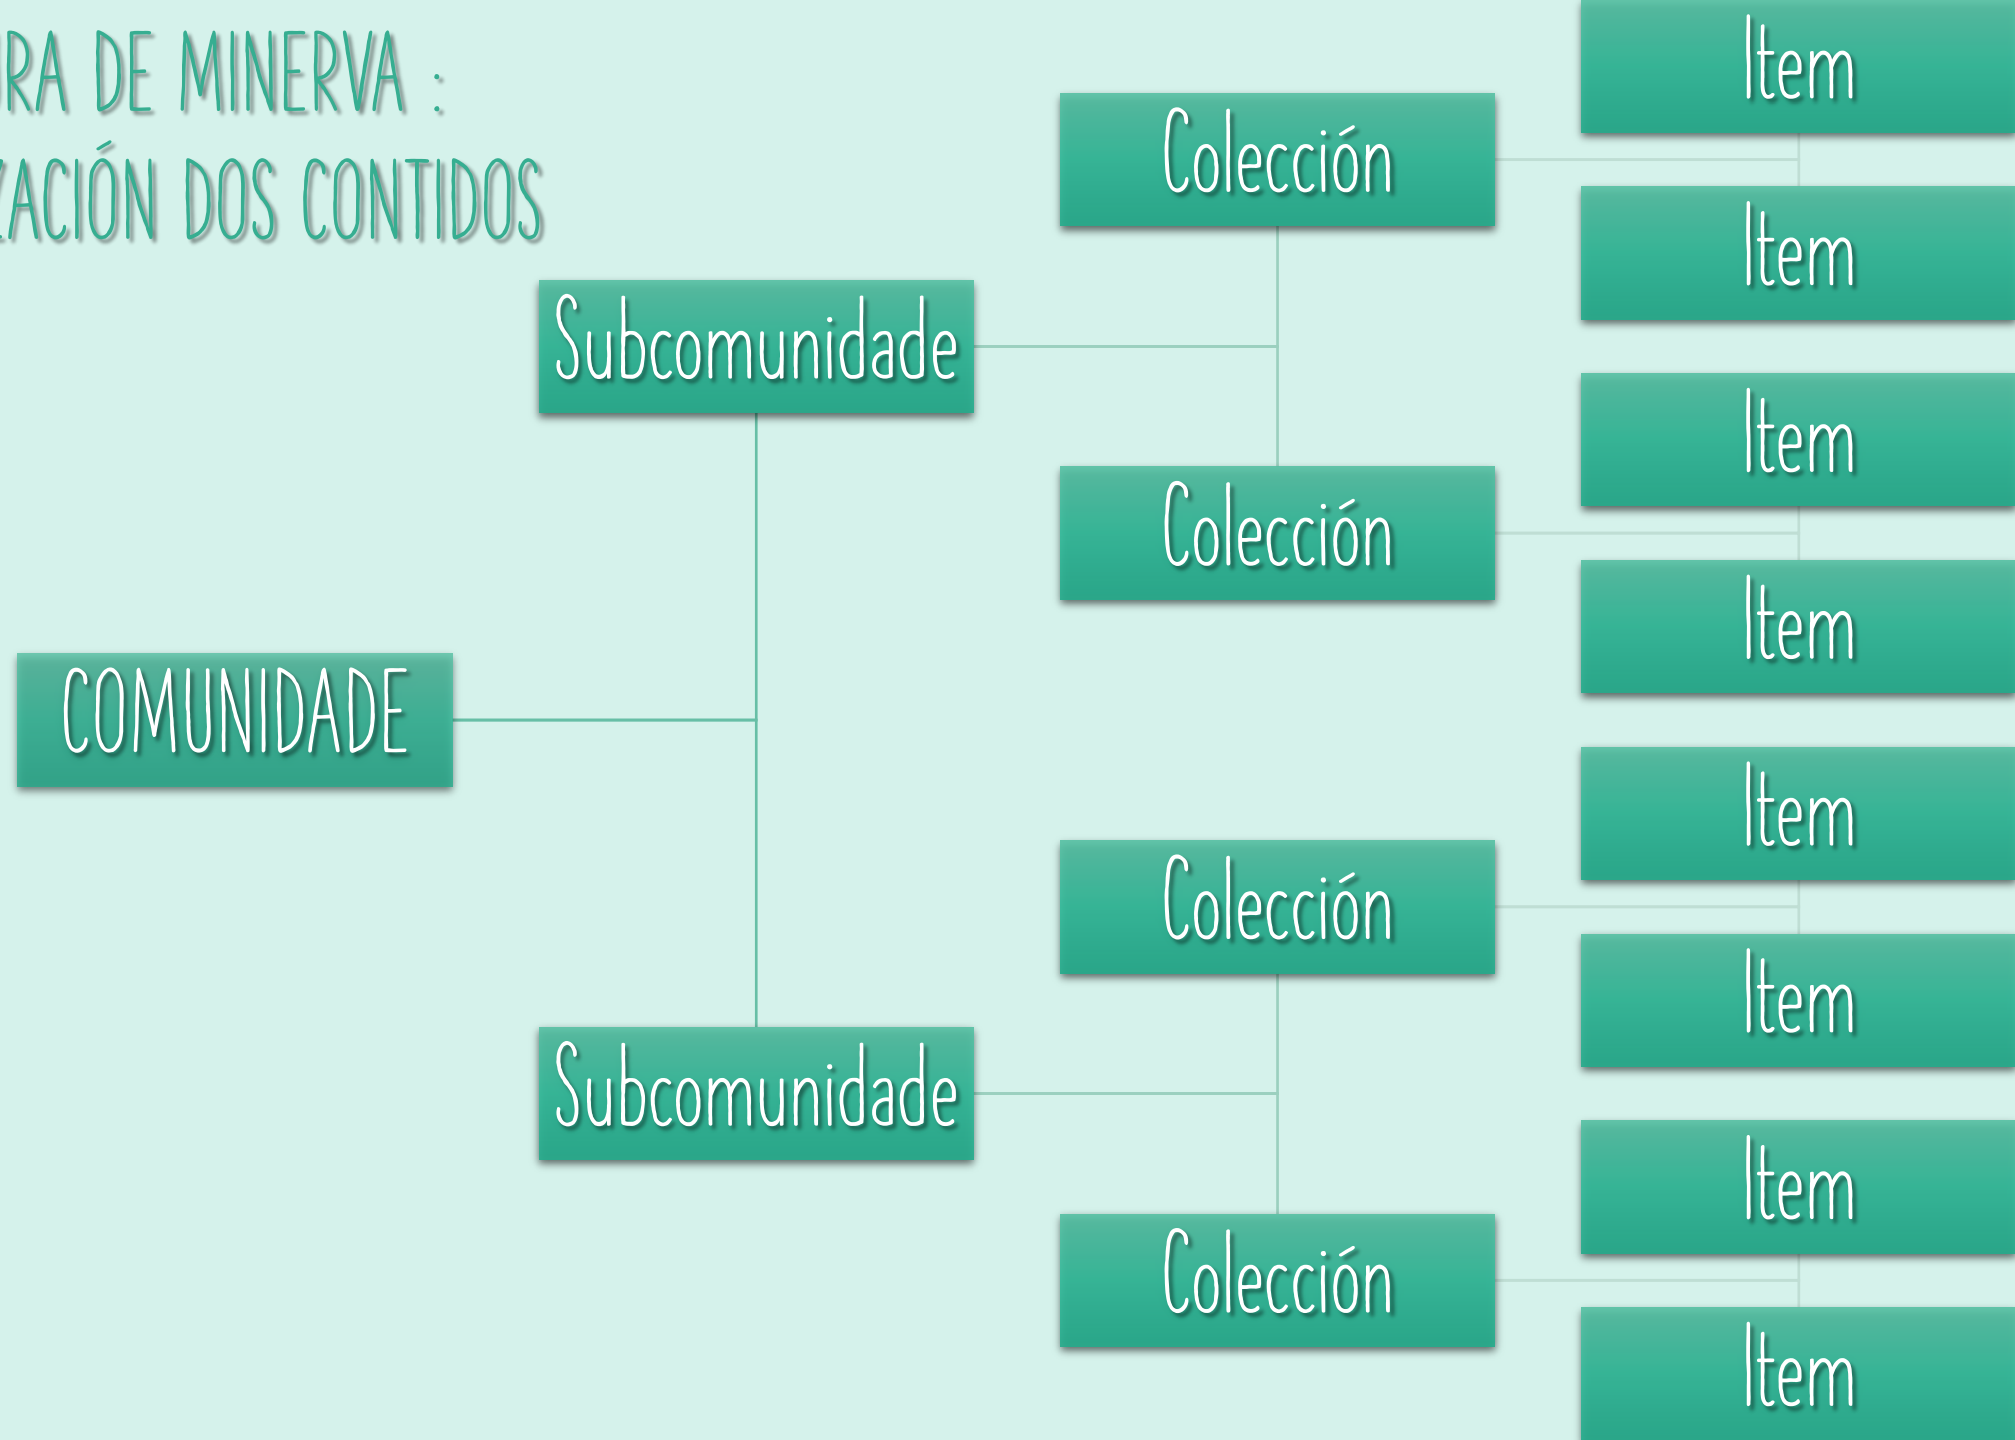 RA DE MINERVA :
ZACIÓN DOS CONTIDOS
COMUNIDADE
Subcomunidade
Colección
Item
Item
Colección
Item
Item
Subcomunidade
Colección
Item
Item
Colección
Item
Item